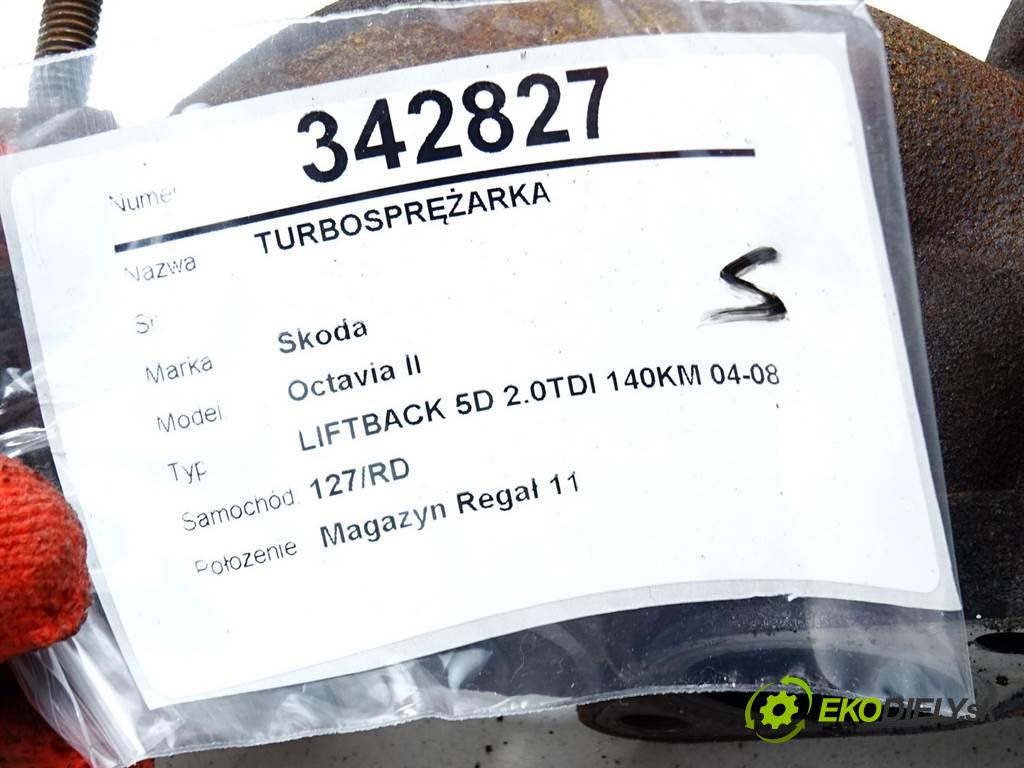 Numer 342827
Nazwa TURBOSPRĘŻARKA
S
Marka Skoda
Model Octavia II
Typ LIFTBACK 5D 2.0TDI 140KM 04-08
Samochód 127/RD
Położenie Magazyn Regał 11
EKODIELY.sk